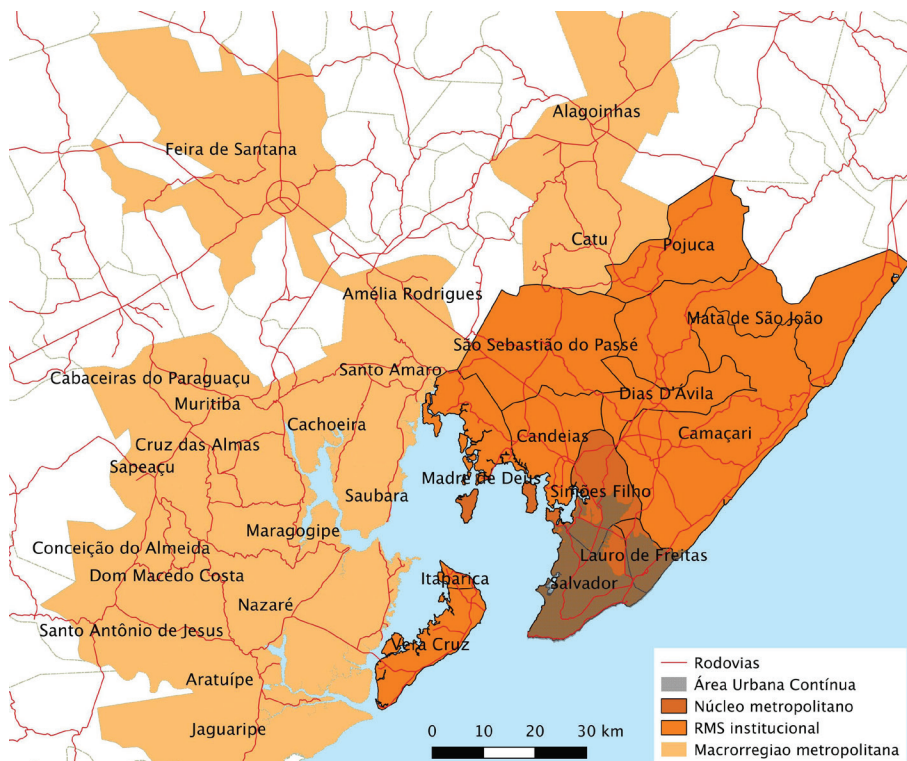 Alagoinhas
Feira de Santana
Catu
Pojuca
Amélia Rodrigues
Mata de São João
São Sebastião do Passé
Santo Amaro
Cabaceiras do Paraguaçu
Dias D'Ávila
Muritiba
Cachoeira
Camaçari
Cruz das Almas
Candeias
Sapeaçu
Madre de Deus
Saubara
Simões Filho
Maragogipe
Conceição do Almeida
Lauro de Freitas
Dom Macedo Costa
Itaparica
Salvador
Nazaré
Santo Antônio de Jesus
Vera Cruz
Aratuípe
Jaguaripe
0 10 20 30 km
Rodovias
Área Urbana Contínua
Núcleo metropolitano
RMS institucional
Macrorregiao metropolitana